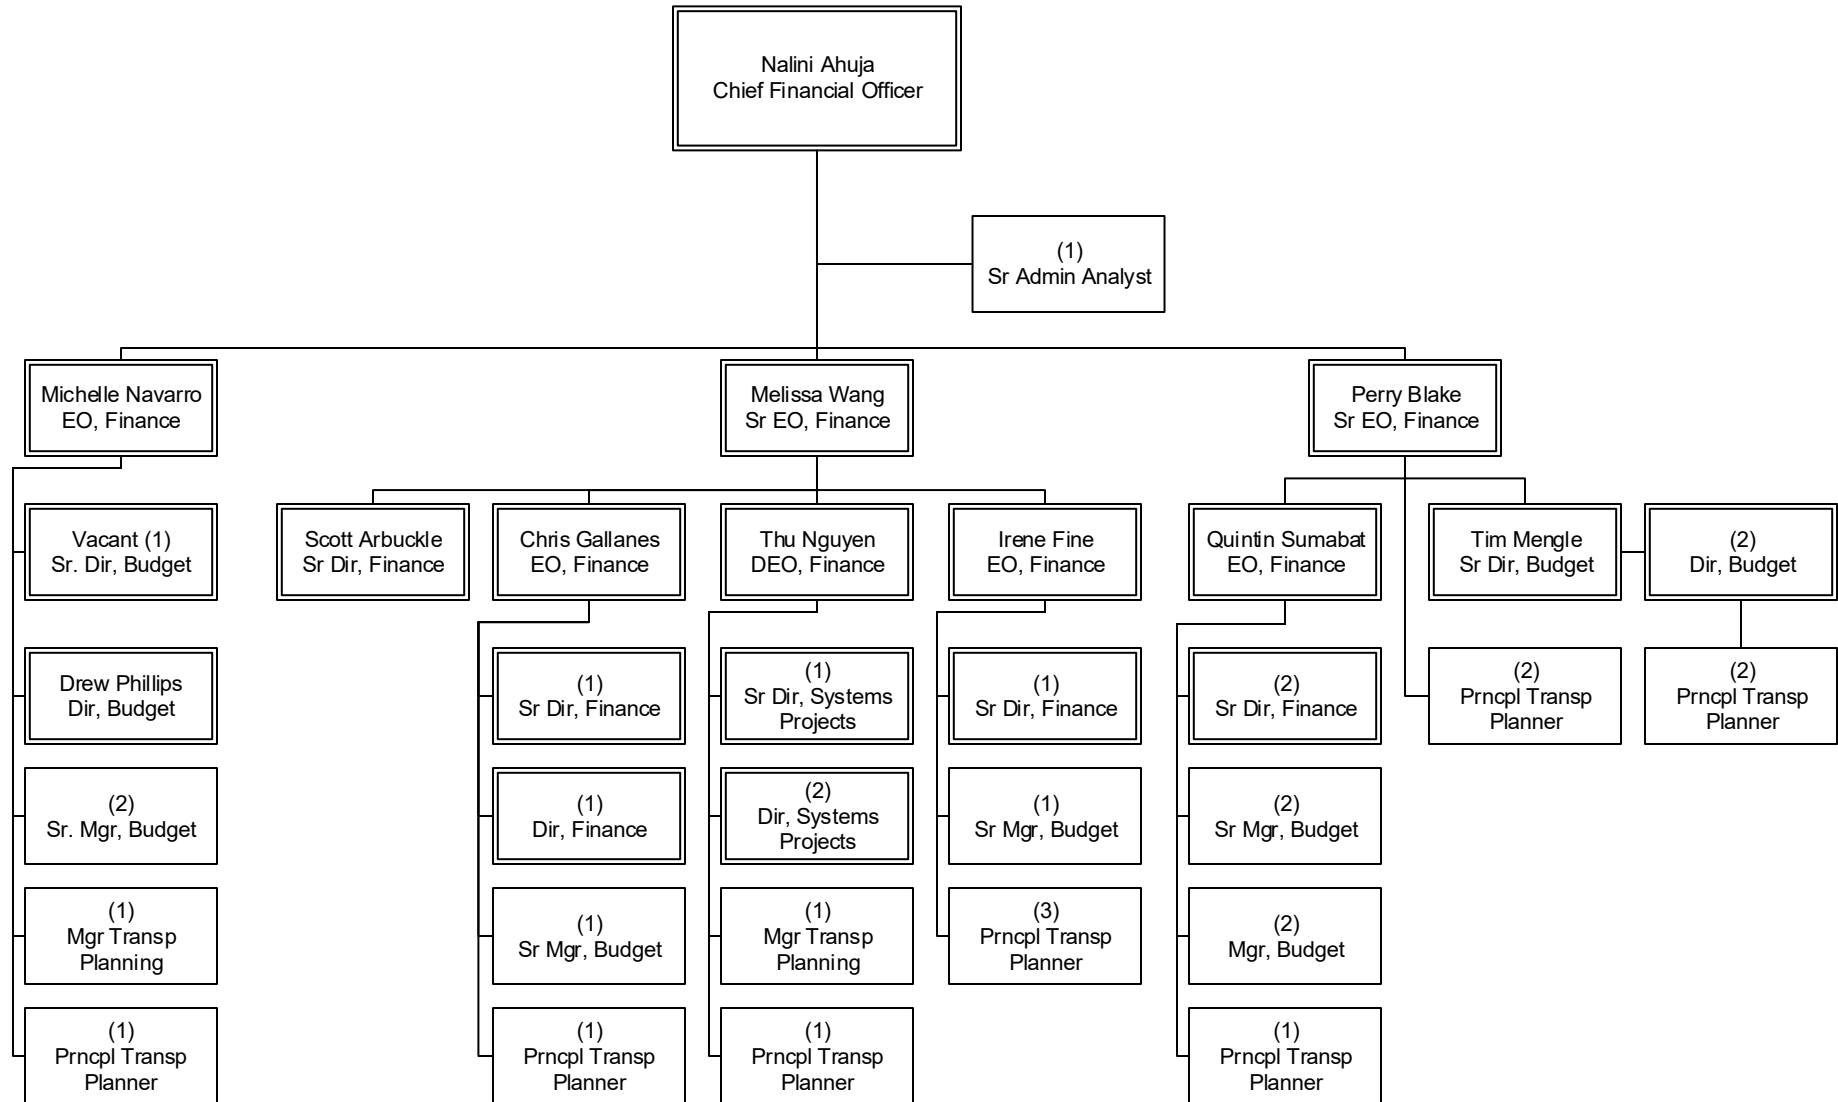 Nalini Ahuja
Chief Financial Officer
(1)
Sr Admin Analyst
Michelle Navarro
EO, Finance
Melissa Wang
Sr EO, Finance
Perry Blake
Sr EO, Finance
Vacant (1)
Sr. Dir, Budget
Scott Arbuckle
Sr Dir, Finance
Chris Gallanes
EO, Finance
Thu Nguyen
DEO, Finance
Irene Fine
EO, Finance
Quintin Sumabat
EO, Finance
Tim Mengle
Sr Dir, Budget
(2)
Dir, Budget
Drew Phillips
Dir, Budget
(1)
Sr Dir, Finance
(1)
Sr Dir, Systems
Projects
(1)
Sr Dir, Finance
(2)
Sr Dir, Finance
(2)
Prncpl Transp
Planner
(2)
Prncpl Transp
Planner
(2)
Sr. Mgr, Budget
(1)
Dir, Finance
(2)
Dir, Systems
Projects
(1)
Sr Mgr, Budget
(2)
Sr Mgr, Budget
(1)
Mgr Transp
Planning
(1)
Sr Mgr, Budget
(1)
Mgr Transp
Planning
(3)
Prncpl Transp
Planner
(2)
Mgr, Budget
(1)
Prncpl Transp
Planner
(1)
Prncpl Transp
Planner
(1)
Prncpl Transp
Planner
(1)
Prncpl Transp
Planner